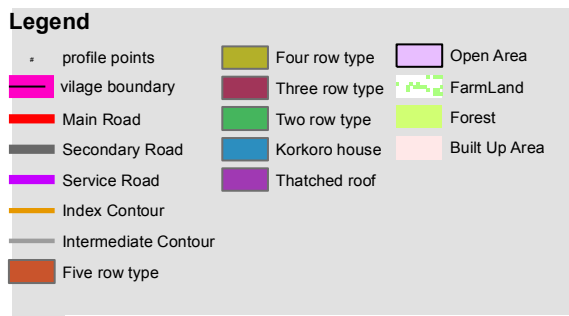 Legend
# profile points
vilage boundary
Main Road
Secondary Road
Service Road
Index Contour
Intermediate Contour
Five row type
Four row type
Three row type
Two row type
Korkoro house
Thatched roof
Open Area
FarmLand
Forest
Built Up Area